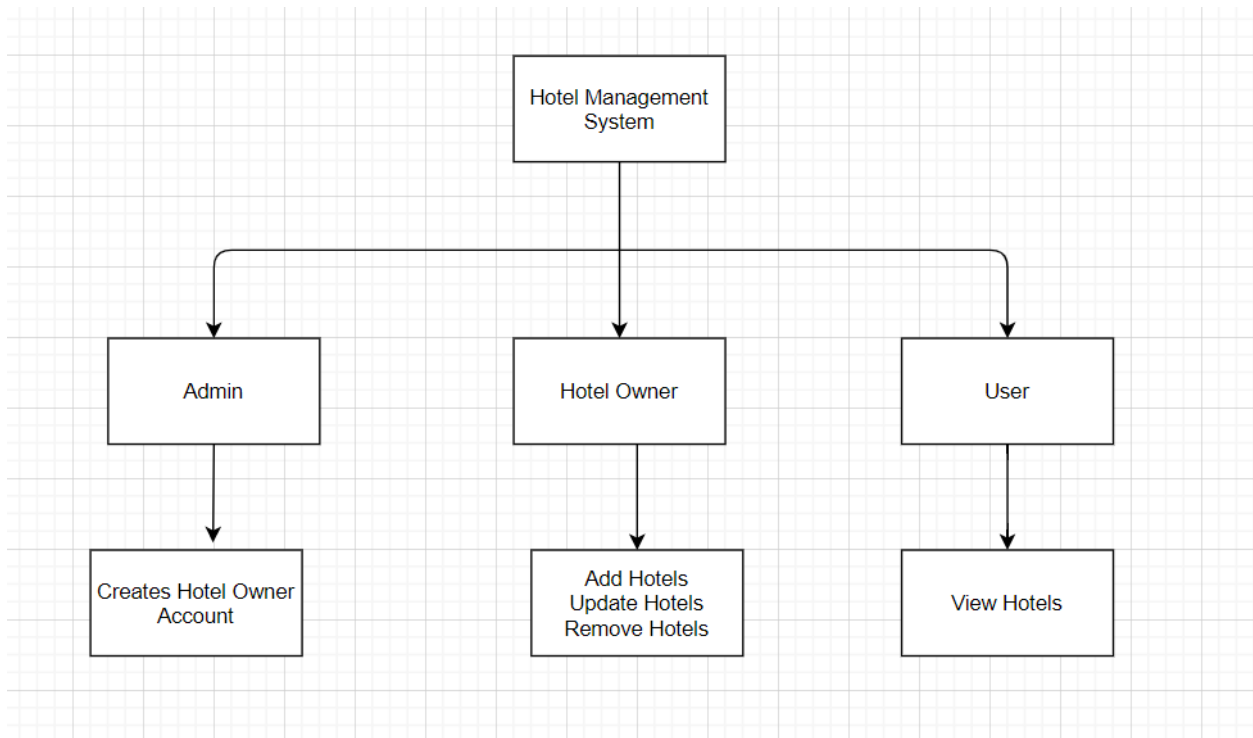 Hotel Management
System
Admin
Hotel Owner
User
Creates Hotel Owner
Account
Add Hotels
Update Hotels
Remove Hotels
View Hotels